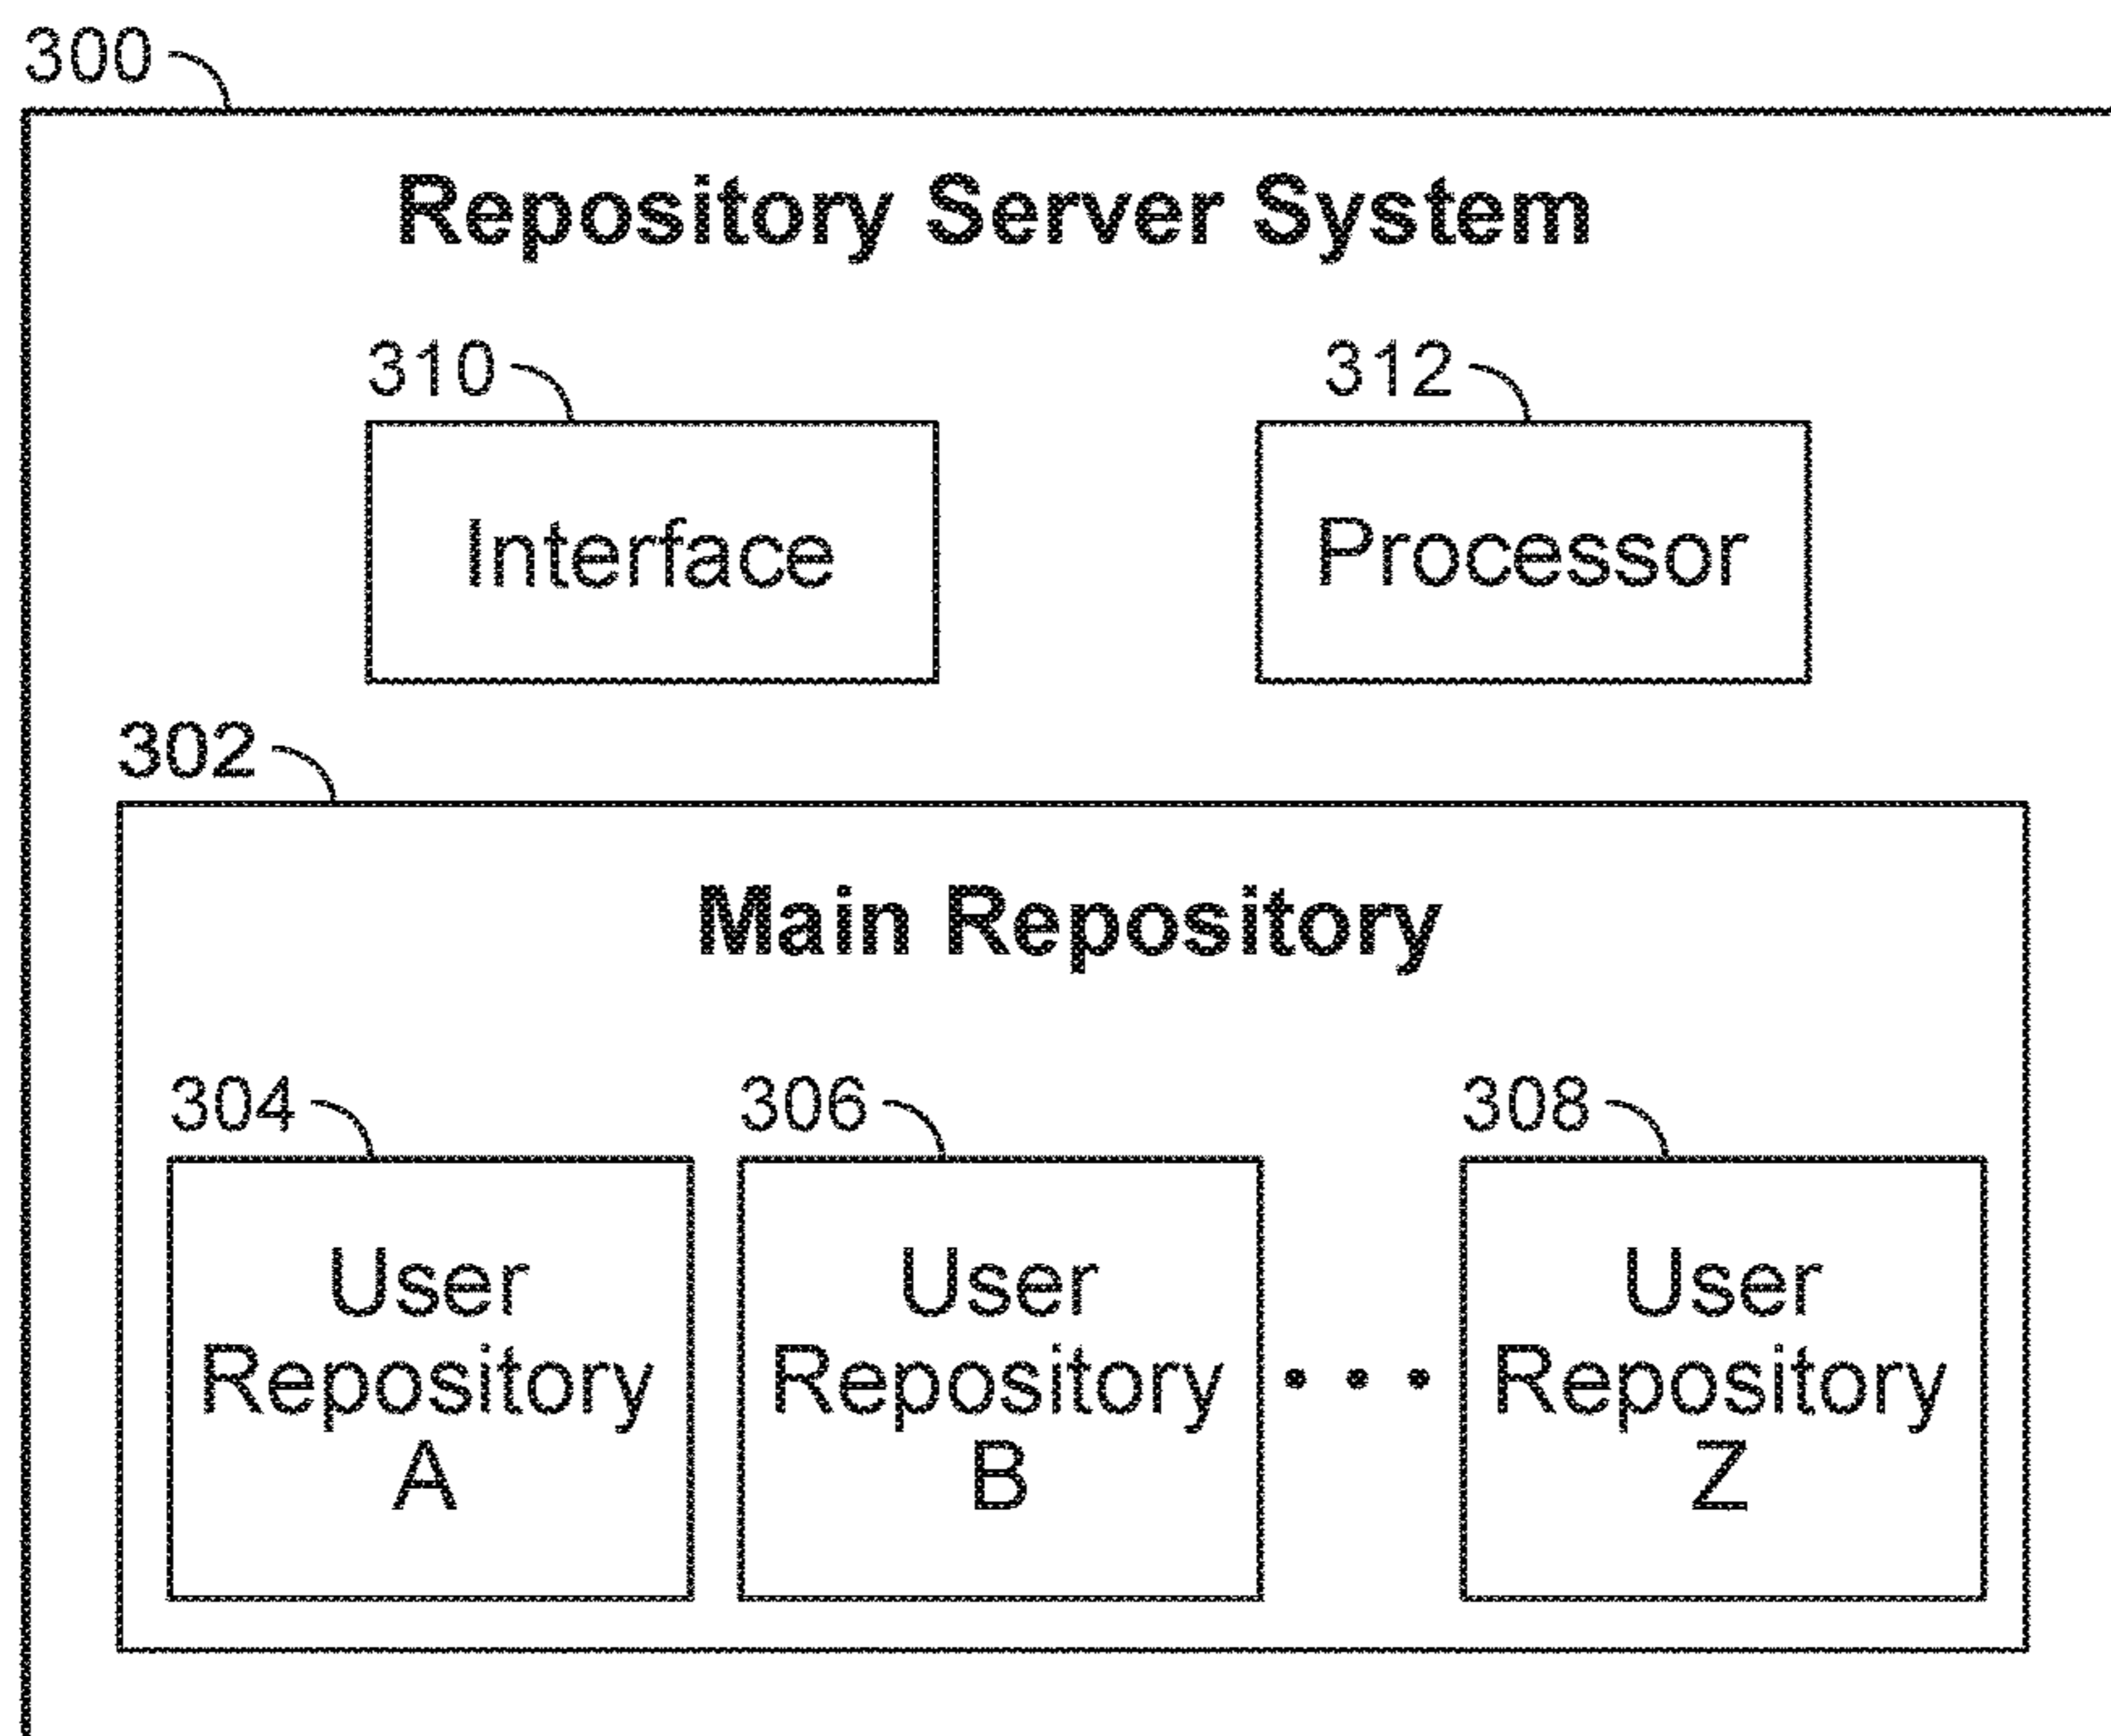 300
Repository Server System
310
312
Interface
Processor
302
Main Repository
304
306
308
User
Repository
A
User
Repository
B
• • •
User
Repository
Z